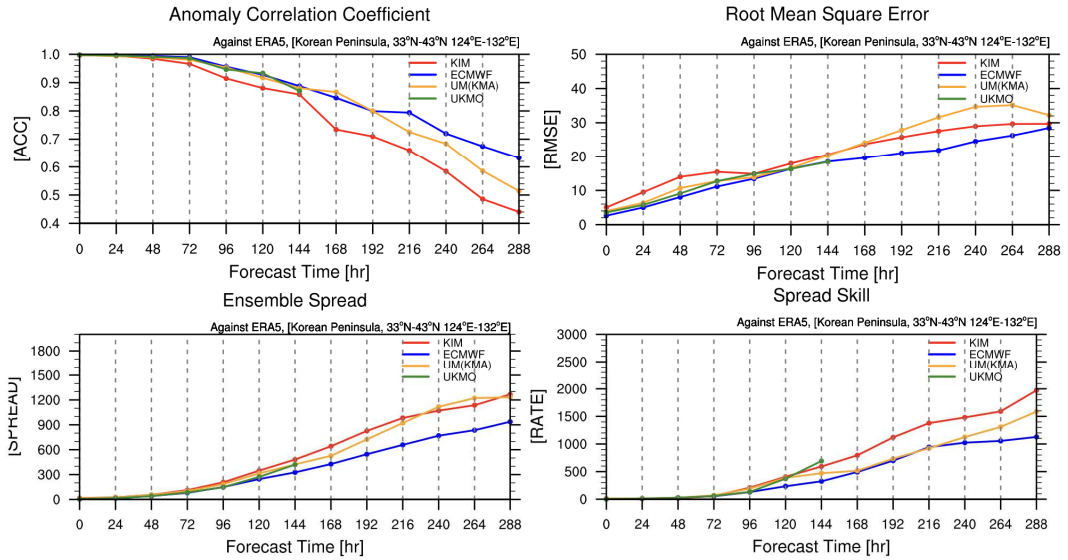 Anomaly Correlation Coefficient
Against ERA5, [Korean Peninsula, 33°N-43°N 124°E-132°E]
[ACC]
1.0
0.9
0.8
0.7
0.6
0.5
0.4
KIM
ECMWF
UM(KMA)
UKMO
0 24 48 72 96 120 144 168 192 216 240 264 288
Forecast Time [hr]
Root Mean Square Error
Against ERA5, [Korean Peninsula, 33°N-43°N 124°E-132°E]
[RMSE]
50
40
30
20
10
0
KIM
ECMWF
UM(KMA)
UKMO
0 24 48 72 96 120 144 168 192 216 240 264 288
Forecast Time [hr]
Ensemble Spread
Against ERA5, [Korean Peninsula, 33°N-43°N 124°E-132°E]
[SPREAD]
1800
1500
1200
900
600
300
0
KIM
ECMWF
UM(KMA)
UKMO
0 24 48 72 96 120 144 168 192 216 240 264 288
Forecast Time [hr]
Spread Skill
Against ERA5, [Korean Peninsula, 33°N-43°N 124°E-132°E]
[RATE]
3000
2500
2000
1500
1000
500
0
KIM
ECMWF
UM(KMA)
UKMO
0 24 48 72 96 120 144 168 192 216 240 264 288
Forecast Time [hr]